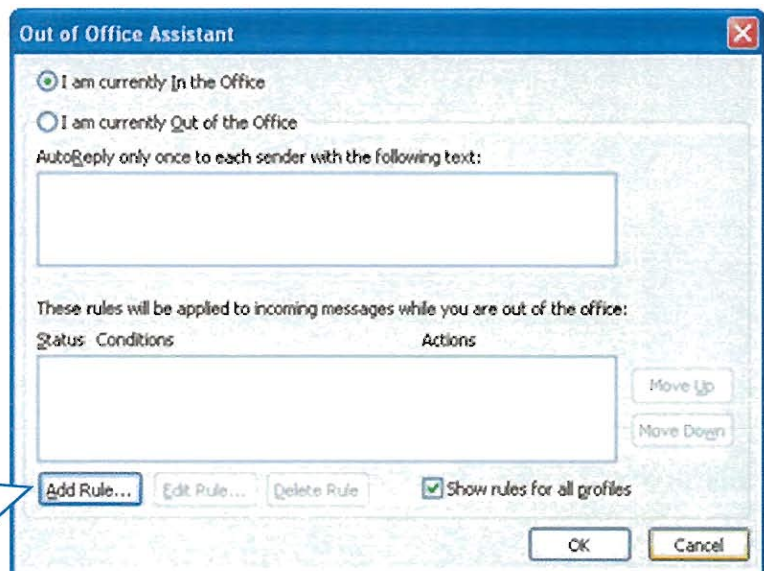 Out of Office Assistant
I am currently In the Office
I am currently Out of the Office
AutoReply only once to each sender with the following text:
These rules will be applied to incoming messages while you are out of the office:
Status Conditions Actions
Move Up
Move Down
Add Rule... Edit Rule... Delete Rule Show rules for all profiles
OK Cancel